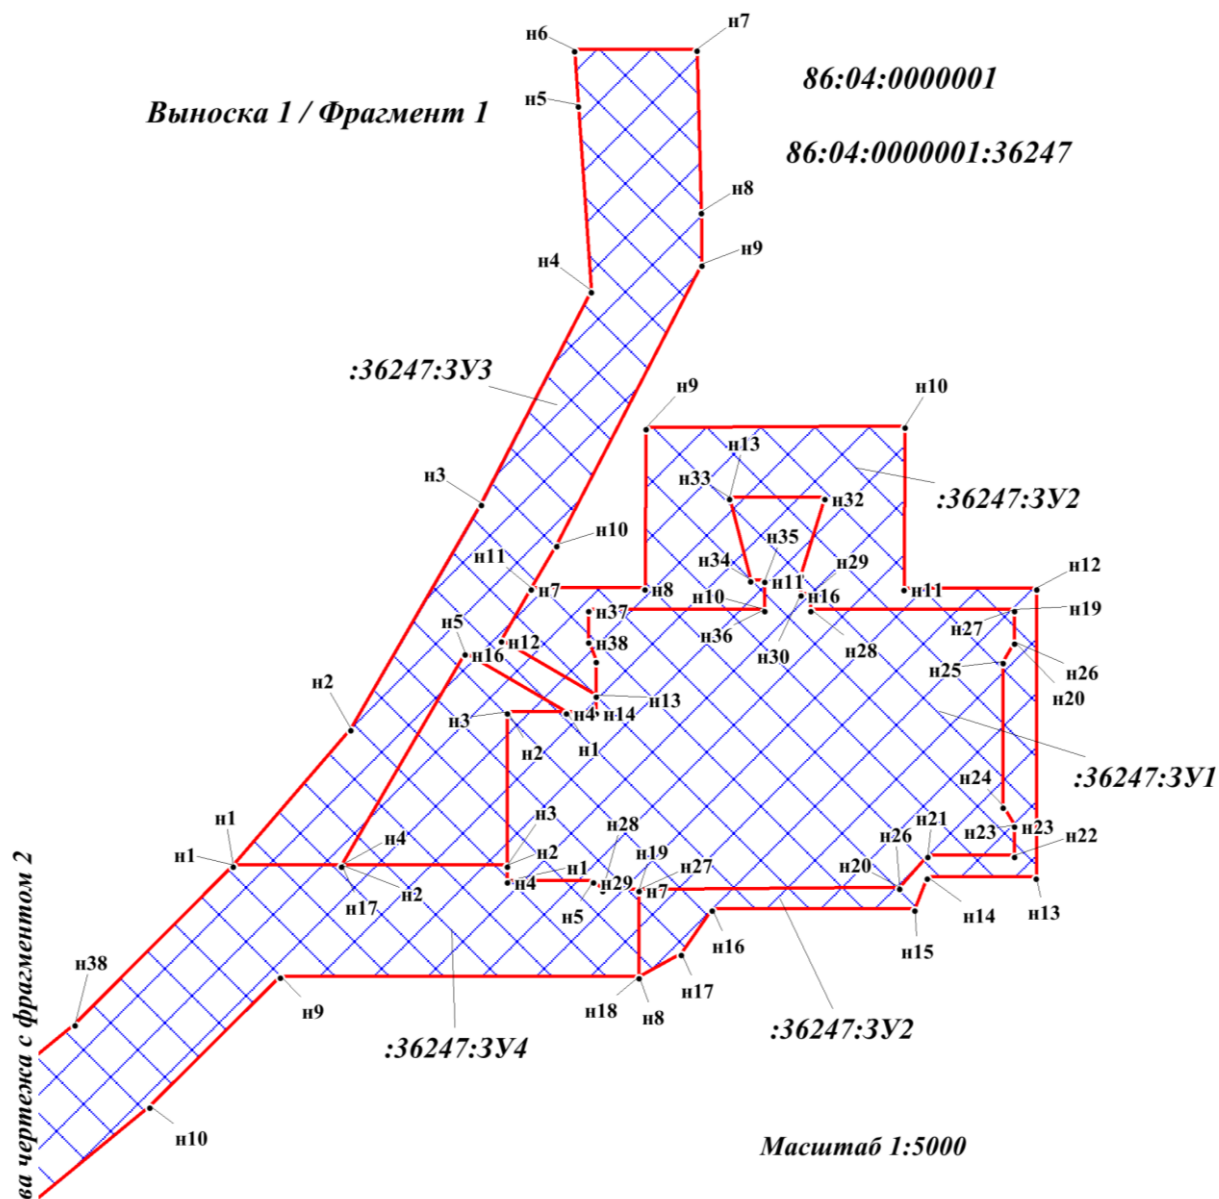 н6
н7
86:04:0000001
н5
Выноска 1 / Фрагмент 1
86:04:0000001:36247
н8
н9
н4
:36247:ЗУ3
н9
н10
н13
н33
н32
:36247:ЗУ2
н3
н10
н35
н11
н34
н29
н12
н7
н8
н11
н11
н10
н16
н37
н19
н27
н5
н36
н12
н38
н28
н30
н16
н25
н26
н2
н20
н13
н3
н4
н14
н2
н1
:36247:ЗУ1
н24
н1
н4
н3
н28
н21
н23
н23
н1
н2
н19
н26
н22
н1
н4
н29
н27
н20
н17
н2
н5
н7
н14
н13
н16
н15
н38
н17
н9
н18
н8
:36247:ЗУ4
:36247:ЗУ2
ва чертежа с фрагментом 2
н10
Масштаб 1:5000